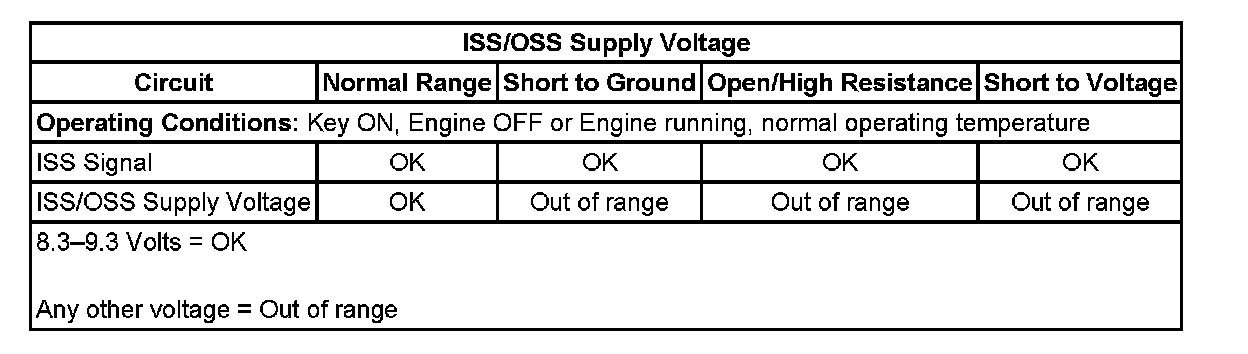 ISS/OSS Supply Voltage
Circuit Normal Range Short to Ground Open/High Resistance Short to Voltage
Operating Conditions: Key ON, Engine OFF or Engine running, normal operating temperature
ISS Signal OK OK OK OK
ISS/OSS Supply Voltage OK Out of range Out of range Out of range
8.3–9.3 Volts = OK
Any other voltage = Out of range